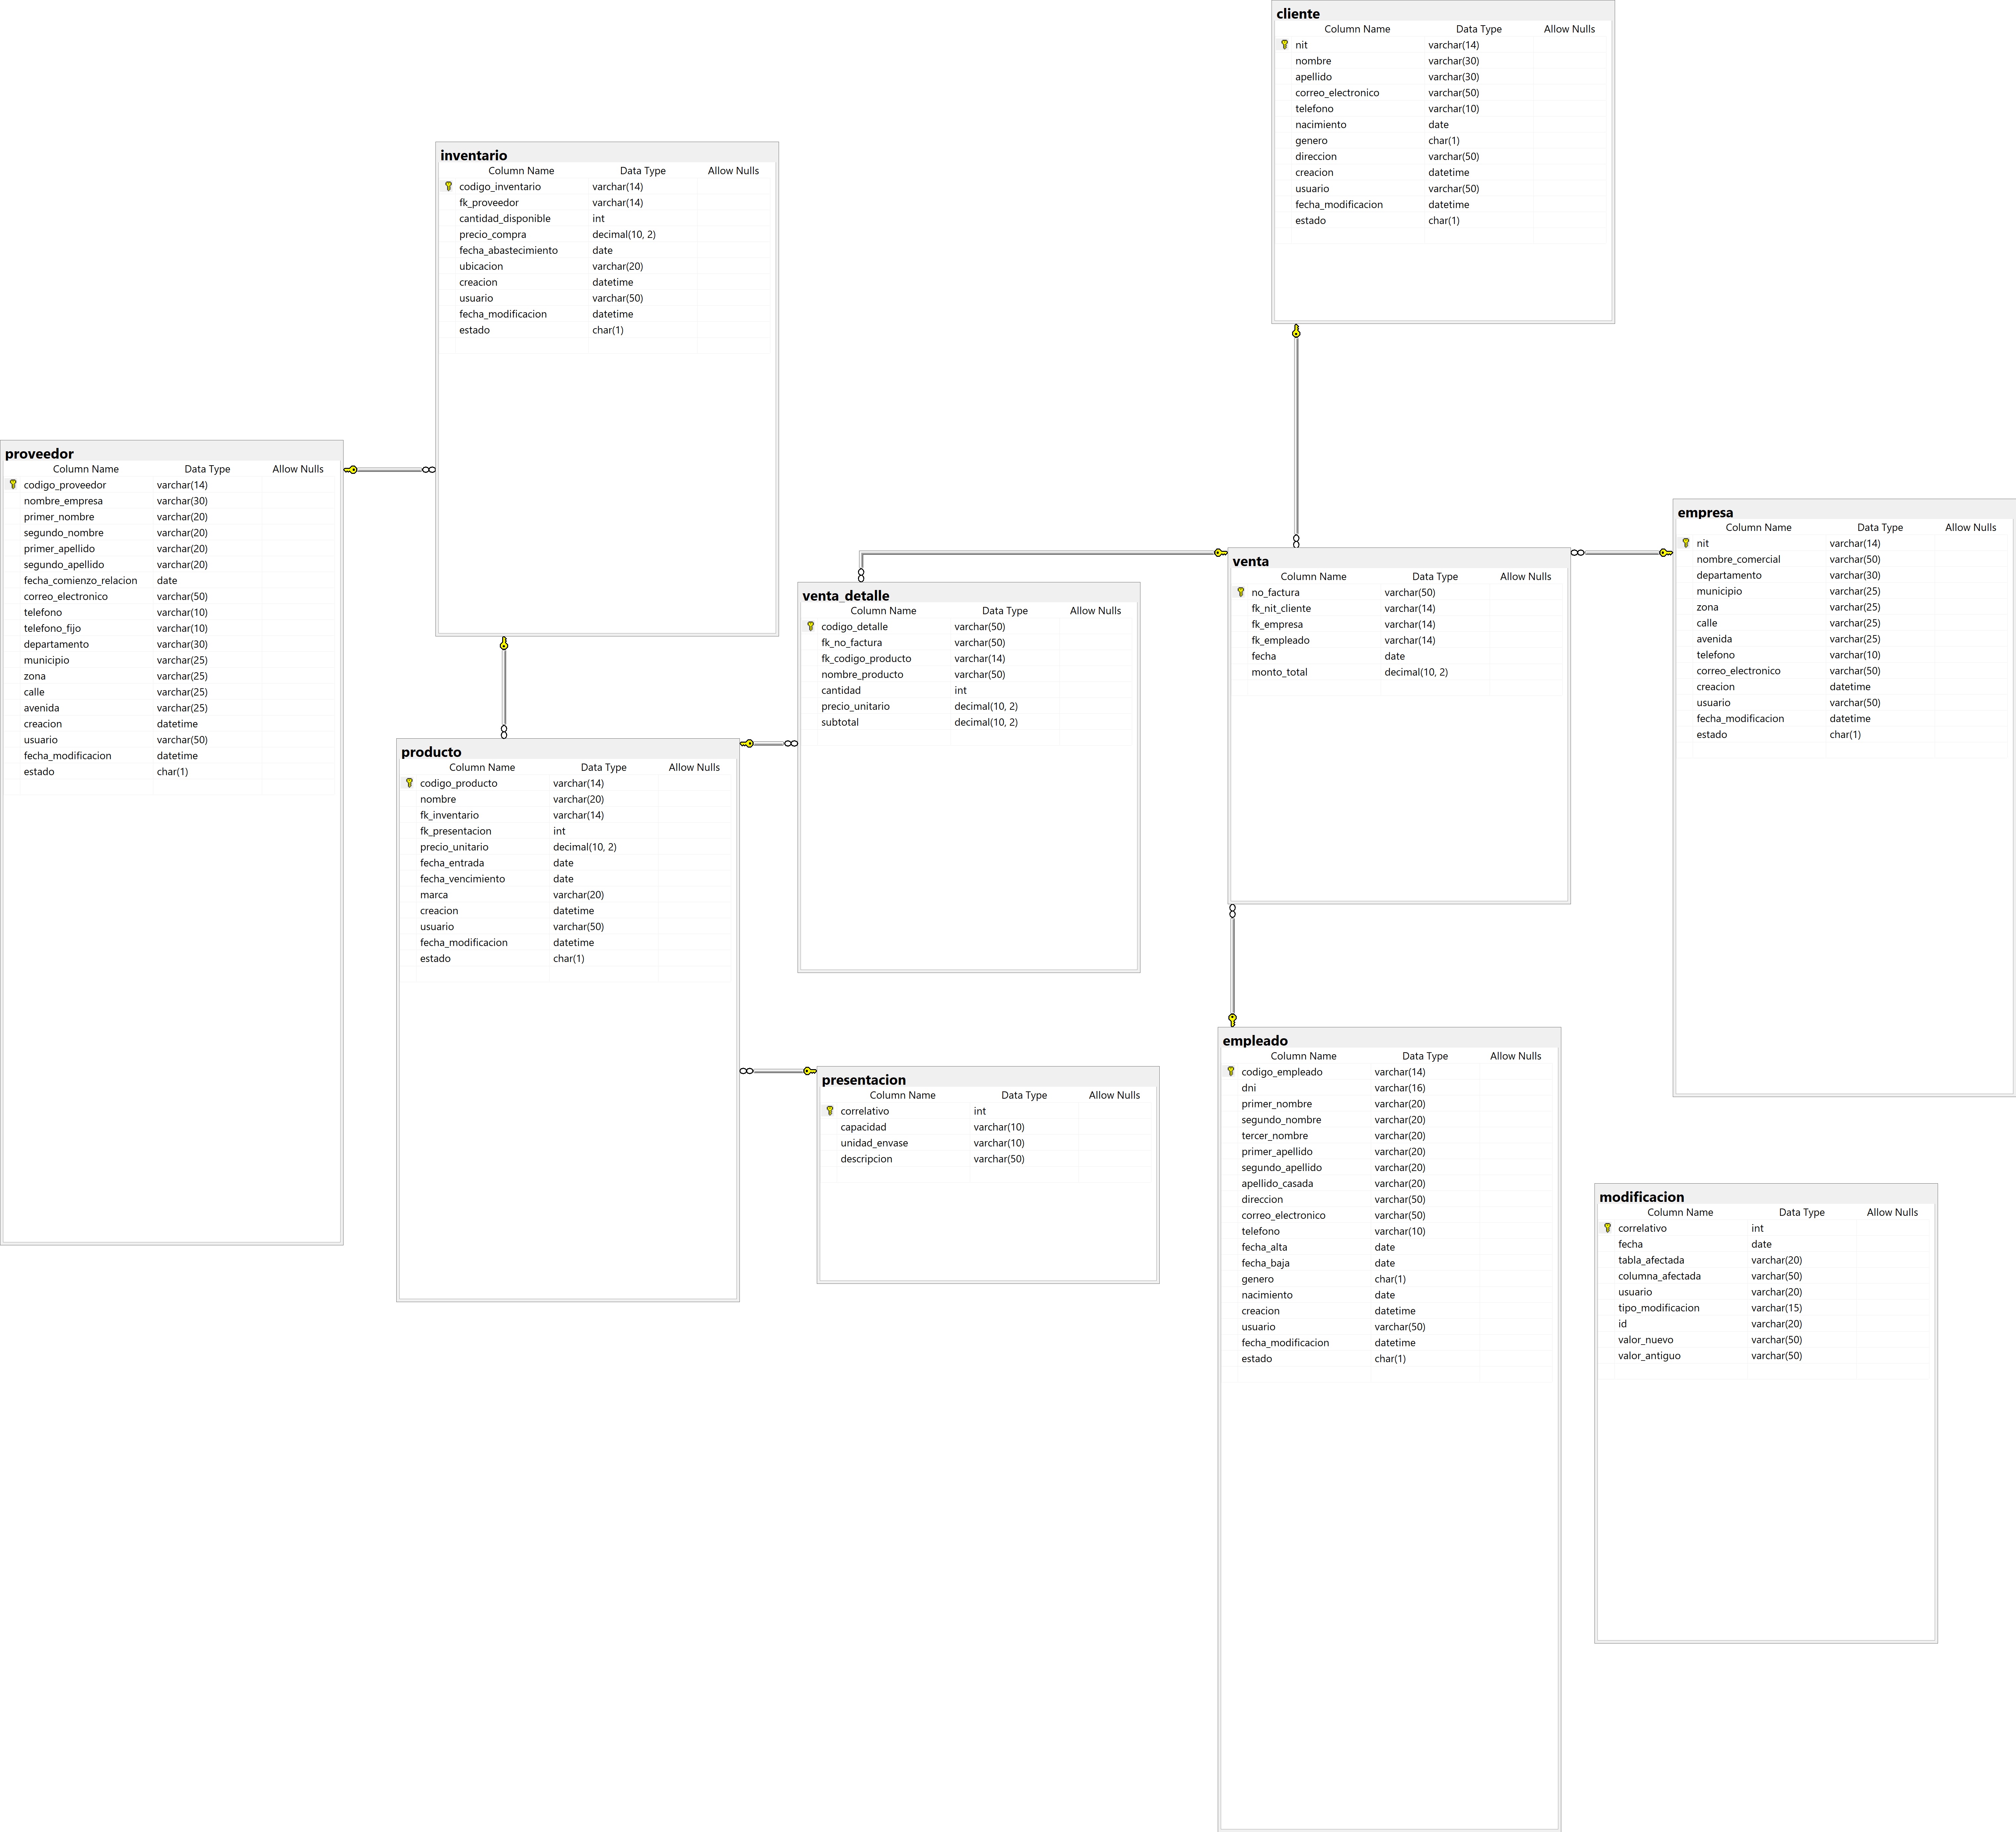 cliente
Column Name Data Type Allow Nulls
nit varchar(14)
nombre varchar(30)
apellido varchar(30)
correo_electronico varchar(50)
telefono varchar(10)
nacimiento date
genero char(1)
direccion varchar(50)
creacion datetime
usuario varchar(50)
fecha_modificacion datetime
estado char(1)
inventario
Column Name Data Type Allow Nulls
codigo_inventario varchar(14)
fk_proveedor varchar(14)
cantidad_disponible int
precio_compra decimal(10, 2)
fecha_abastecimiento date
ubicacion varchar(20)
creacion datetime
usuario varchar(50)
fecha_modificacion datetime
estado char(1)
proveedor
Column Name Data Type Allow Nulls
codigo_proveedor varchar(14)
nombre_empresa varchar(30)
primer_nombre varchar(20)
segundo_nombre varchar(20)
primer_apellido varchar(20)
segundo_apellido varchar(20)
fecha_comienzo_relacion date
correo_electronico varchar(50)
telefono varchar(10)
telefono_fijo varchar(10)
departamento varchar(30)
municipio varchar(25)
zona varchar(25)
calle varchar(25)
avenida varchar(25)
creacion datetime
usuario varchar(50)
fecha_modificacion datetime
estado char(1)
empresa
Column Name Data Type Allow Nulls
nit varchar(14)
nombre_comercial varchar(50)
departamento varchar(30)
municipio varchar(25)
zona varchar(25)
calle varchar(25)
avenida varchar(25)
telefono varchar(10)
correo_electronico varchar(50)
creacion datetime
usuario varchar(50)
fecha_modificacion datetime
estado char(1)
venta
Column Name Data Type Allow Nulls
no_factura varchar(50)
fk_nit_cliente varchar(14)
fk_empresa varchar(14)
fk_empleado varchar(14)
fecha date
monto_total decimal(10, 2)
venta_detalle
Column Name Data Type Allow Nulls
codigo_detalle varchar(50)
fk_no_factura varchar(50)
fk_codigo_producto varchar(14)
nombre_producto varchar(50)
cantidad int
precio_unitario decimal(10, 2)
subtotal decimal(10, 2)
producto
Column Name Data Type Allow Nulls
codigo_producto varchar(14)
nombre varchar(20)
fk_inventario varchar(14)
fk_presentacion int
precio_unitario decimal(10, 2)
fecha_entrada date
fecha_vencimiento date
marca varchar(20)
creacion datetime
usuario varchar(50)
fecha_modificacion datetime
estado char(1)
presentacion
Column Name Data Type Allow Nulls
correlativo int
capacidad varchar(10)
unidad_envase varchar(10)
descripcion varchar(50)
empleado
Column Name Data Type Allow Nulls
codigo_empleado varchar(14)
dni varchar(16)
primer_nombre varchar(20)
segundo_nombre varchar(20)
tercer_nombre varchar(20)
primer_apellido varchar(20)
segundo_apellido varchar(20)
apellido_casada varchar(20)
direccion varchar(50)
correo_electronico varchar(50)
telefono varchar(10)
fecha_alta date
fecha_baja date
genero char(1)
nacimiento date
creacion datetime
usuario varchar(50)
fecha_modificacion datetime
estado char(1)
modificacion
Column Name Data Type Allow Nulls
correlativo int
fecha date
tabla_afectada varchar(20)
columna_afectada varchar(50)
usuario varchar(20)
tipo_modificacion varchar(15)
id varchar(20)
valor_nuevo varchar(50)
valor_antiguo varchar(50)